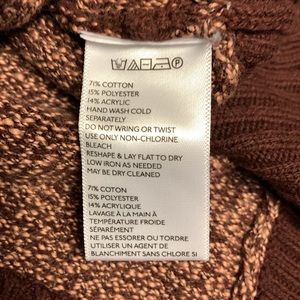 71% COTTON
15% POLYESTER
14% ACRYLIC
HAND WASH COLD
SEPARATELY
DO NOT WRING OR TWIST
USE ONLY NON-CHLORINE
BLEACH
RESHAPE & LAY FLAT TO DRY
LOW IRON AS NEEDED
MAY BE DRY CLEANED
71% COTON
15% POLYESTER
14% ACRYLIQUE
LAVAGE À LA MAIN À
TEMPÉRATURE FROIDE
SÉPARÉMENT
NE PAS ESSORER OU TORDRE
UTILISER UN AGENT DE
BLANCHIMENT SANS CHLORE SI